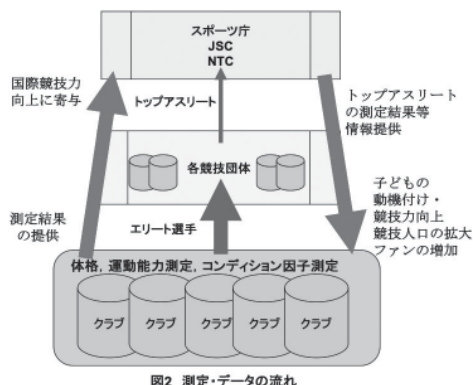 スポーツ庁
JSC
NTC
国際競技力
向上に寄与
トップアスリート
トップアスリート
の測定結果等
情報提供
各競技団体
子どもの
動機付け・
競技力向上
競技人口の拡大
ファンの増加
測定結果
の提供
エリート選手
体格，運動能力測定，コンディション因子測定
クラブ
クラブ
クラブ
クラブ
クラブ
図2 測定・データの流れ